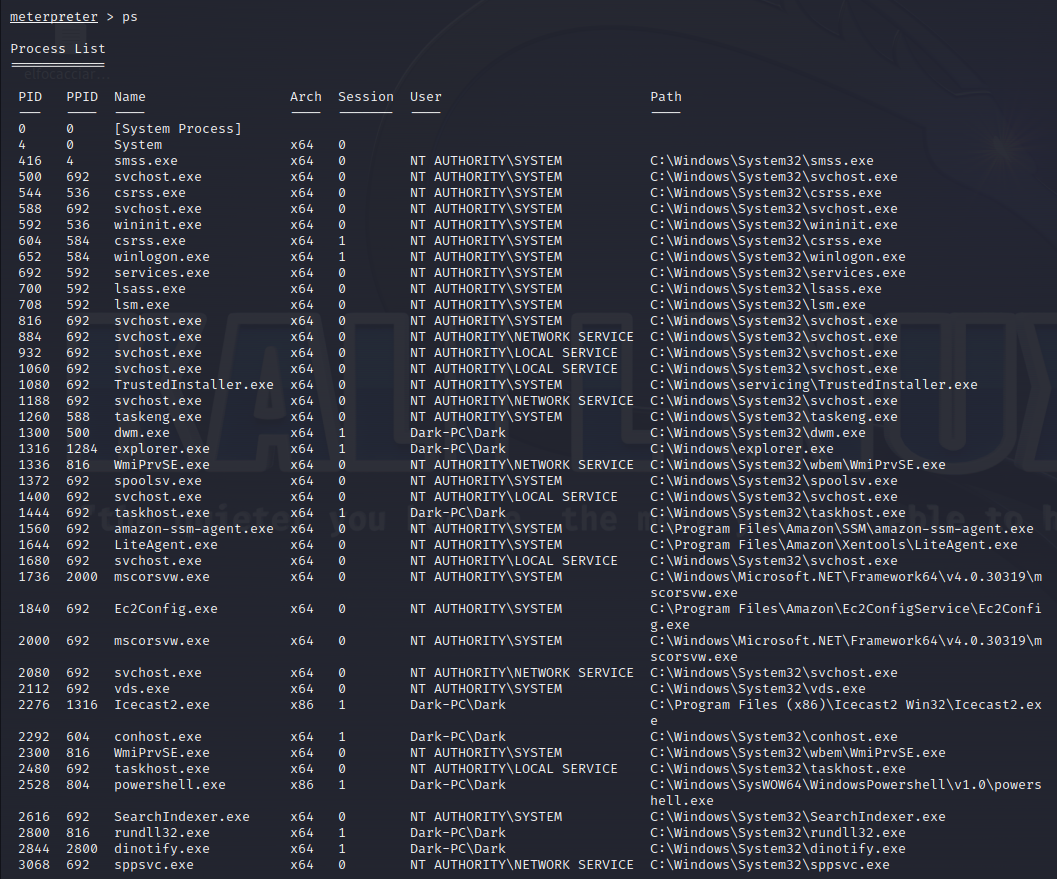 meterpreter > ps
Process List
PID PPID Name Arch Session User Path
0 0 [System Process]
4 0 System x64 0
416 4 smss.exe x64 0 NT AUTHORITY\SYSTEM C:\Windows\System32\smss.exe
500 692 svchost.exe x64 0 NT AUTHORITY\SYSTEM C:\Windows\System32\svchost.exe
544 536 csrss.exe x64 0 NT AUTHORITY\SYSTEM C:\Windows\System32\csrss.exe
588 692 svchost.exe x64 0 NT AUTHORITY\SYSTEM C:\Windows\System32\svchost.exe
592 536 wininit.exe x64 0 NT AUTHORITY\SYSTEM C:\Windows\System32\wininit.exe
604 584 csrss.exe x64 1 NT AUTHORITY\SYSTEM C:\Windows\System32\csrss.exe
652 584 winlogon.exe x64 1 NT AUTHORITY\SYSTEM C:\Windows\System32\winlogon.exe
692 592 services.exe x64 0 NT AUTHORITY\SYSTEM C:\Windows\System32\services.exe
700 592 lsass.exe x64 0 NT AUTHORITY\SYSTEM C:\Windows\System32\lsass.exe
708 592 lsm.exe x64 0 NT AUTHORITY\SYSTEM C:\Windows\System32\lsm.exe
816 692 svchost.exe x64 0 NT AUTHORITY\SYSTEM C:\Windows\System32\svchost.exe
884 692 svchost.exe x64 0 NT AUTHORITY\NETWORK SERVICE C:\Windows\System32\svchost.exe
932 692 svchost.exe x64 0 NT AUTHORITY\LOCAL SERVICE C:\Windows\System32\svchost.exe
1060 692 svchost.exe x64 0 NT AUTHORITY\LOCAL SERVICE C:\Windows\System32\svchost.exe
1080 692 TrustedInstaller.exe x64 0 NT AUTHORITY\SYSTEM C:\Windows\servicing\TrustedInstaller.exe
1188 692 svchost.exe x64 0 NT AUTHORITY\NETWORK SERVICE C:\Windows\System32\svchost.exe
1260 588 taskeng.exe x64 0 NT AUTHORITY\SYSTEM C:\Windows\System32\taskeng.exe
1300 500 dwm.exe x64 1 Dark-PC\Dark C:\Windows\System32\dwm.exe
1316 1284 explorer.exe x64 1 Dark-PC\Dark C:\Windows\explorer.exe
1336 816 WmiPrvSE.exe x64 0 NT AUTHORITY\NETWORK SERVICE C:\Windows\System32\wbem\WmiPrvSE.exe
1372 692 spoolsv.exe x64 0 NT AUTHORITY\SYSTEM C:\Windows\System32\spoolsv.exe
1400 692 svchost.exe x64 0 NT AUTHORITY\LOCAL SERVICE C:\Windows\System32\svchost.exe
1444 692 taskhost.exe x64 1 Dark-PC\Dark C:\Windows\System32\taskhost.exe
1560 692 amazon-ssm-agent.exe x64 0 NT AUTHORITY\SYSTEM C:\Program Files\Amazon\SSM\amazon-ssm-agent.exe
1644 692 LiteAgent.exe x64 0 NT AUTHORITY\SYSTEM C:\Program Files\Amazon\Xentools\LiteAgent.exe
1680 692 svchost.exe x64 0 NT AUTHORITY\LOCAL SERVICE C:\Windows\System32\svchost.exe
1736 2000 mscorsvw.exe x64 0 NT AUTHORITY\SYSTEM C:\Windows\Microsoft.NET\Framework64\v4.0.30319\m
scorsvw.exe
1840 692 Ec2Config.exe x64 0 NT AUTHORITY\SYSTEM C:\Program Files\Amazon\Ec2ConfigService\Ec2Confi
g.exe
2000 692 mscorsvw.exe x64 0 NT AUTHORITY\SYSTEM C:\Windows\Microsoft.NET\Framework64\v4.0.30319\m
scorsvw.exe
2080 692 svchost.exe x64 0 NT AUTHORITY\NETWORK SERVICE C:\Windows\System32\svchost.exe
2112 692 vds.exe x64 0 NT AUTHORITY\SYSTEM C:\Windows\System32\vds.exe
2276 1316 Icecast2.exe x86 1 Dark-PC\Dark C:\Program Files (x86)\Icecast2 Win32\Icecast2.ex
e
2292 604 conhost.exe x64 1 Dark-PC\Dark C:\Windows\System32\conhost.exe
2300 816 WmiPrvSE.exe x64 0 NT AUTHORITY\SYSTEM C:\Windows\System32\wbem\WmiPrvSE.exe
2480 692 taskhost.exe x64 0 NT AUTHORITY\LOCAL SERVICE C:\Windows\System32\taskhost.exe
2528 804 powershell.exe x86 1 Dark-PC\Dark C:\Windows\SysWOW64\WindowsPowershell\v1.0\powers
hell.exe
2616 692 SearchIndexer.exe x64 0 NT AUTHORITY\SYSTEM C:\Windows\System32\SearchIndexer.exe
2800 816 rundll32.exe x64 1 Dark-PC\Dark C:\Windows\System32\rundll32.exe
2844 2800 dinotify.exe x64 1 Dark-PC\Dark C:\Windows\System32\dinotify.exe
3068 692 sppsvc.exe x64 0 NT AUTHORITY\NETWORK SERVICE C:\Windows\System32\sppsvc.exe